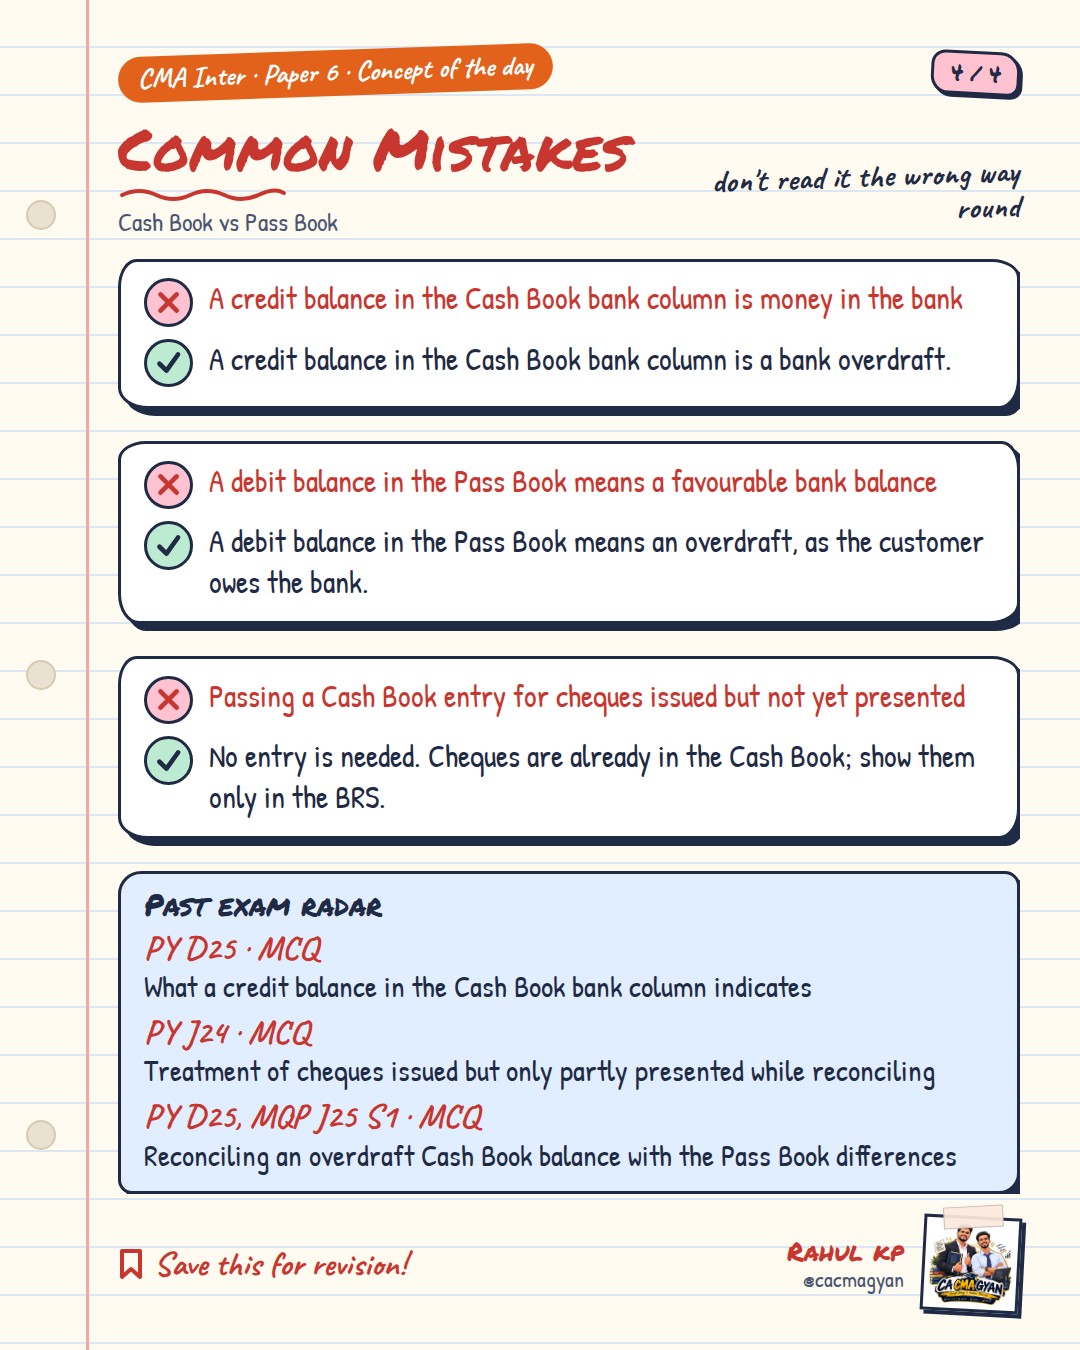 CMA Inter · Paper 6 · Concept of the day
4 / 4
Common Mistakes
don't read it the wrong way
round
Cash Book vs Pass Book
A credit balance in the Cash Book bank column is money in the bank
A credit balance in the Cash Book bank column is a bank overdraft.
A debit balance in the Pass Book means a favourable bank balance
A debit balance in the Pass Book means an overdraft, as the customer
owes the bank.
Passing a Cash Book entry for cheques issued but not yet presented
No entry is needed. Cheques are already in the Cash Book; show them
only in the BRS.
Past exam radar
PY D25 · MCQ
What a credit balance in the Cash Book bank column indicates
PY J24 · MCQ
Treatment of cheques issued but only partly presented while reconciling
PY D25, MQP J25 S1 · MCQ
Reconciling an overdraft Cash Book balance with the Pass Book differences
Save this for revision!
Rahul KP
@cacmagyan
CA CMA GYAN